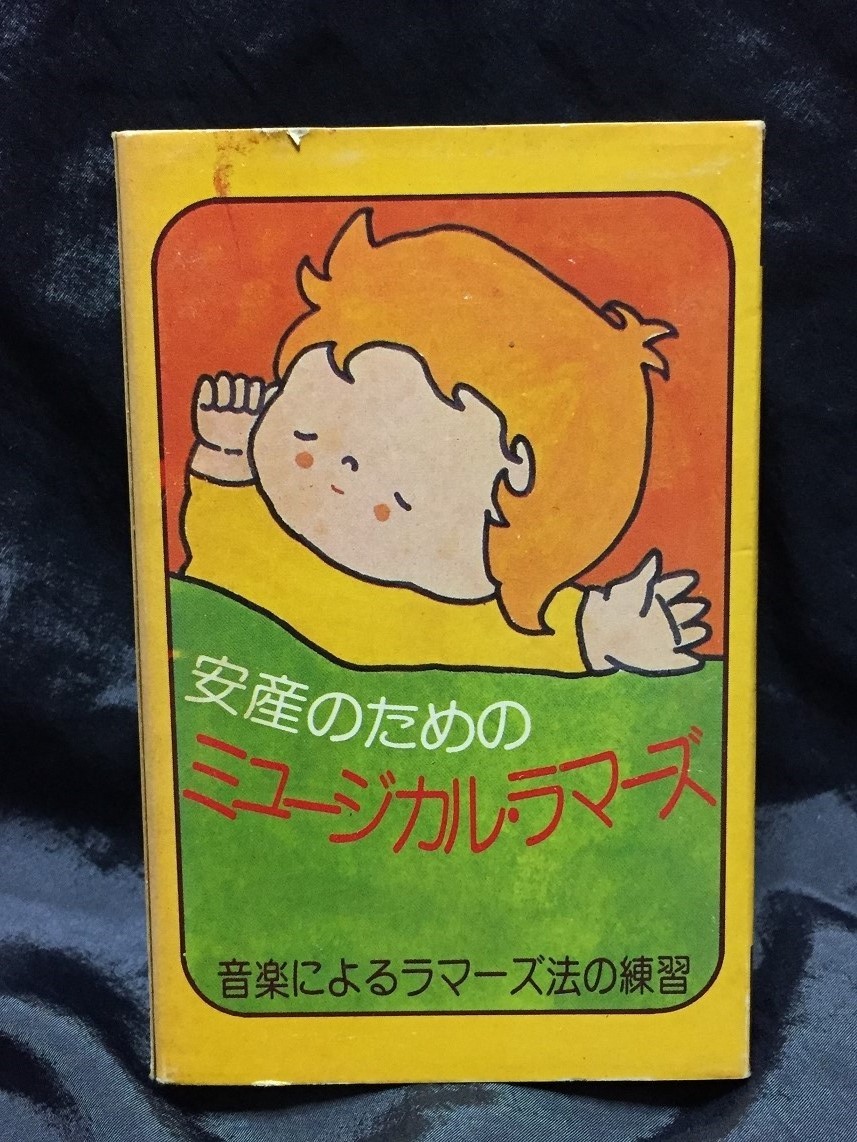 安産のための
ミュージカル・ラマーズ
音楽によるラマーズ法の練習